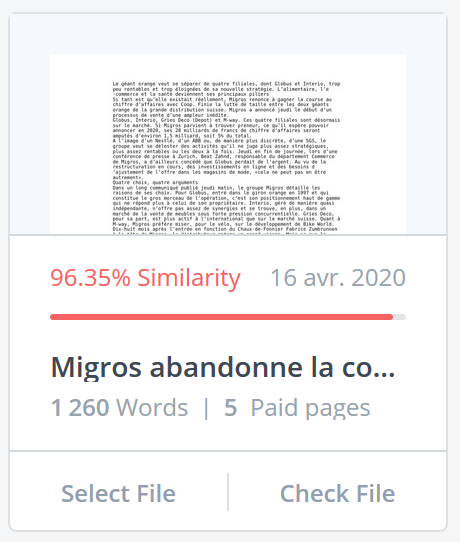 Le géant orange veut se séparer de quatre filiales, dont Globus et Interio, trop
peu rentables et trop éloignées de sa nouvelle stratégie. L'alimentaire, l'e
-commerce et la santé deviennent ses principaux piliers
Si tant est qu'elle existait réellement, Migros renonce à gagner la course au
chiffre d'affaires avec Coop. Finie la lutte de taille entre les deux géants
orange de la grande distribution suisse. Migros a annoncé jeudi le début d'un
processus de vente d'une ampleur inédite.
Globus, Interio, Gries Deco (Depot) et M-way. Ces quatre filiales sont désormais
sur le marché. Si Migros parvient à trouver preneur, ce qu'il espère pouvoir
annoncer en 2020, ses 28 milliards de francs de chiffre d'affaires seront
amputés d'environ 1,5 milliard, soit 5% du total.
A l'image d'un Nestlé, d'un ABB ou, de manière plus discrète, d'une SGS, le
groupe veut se délester des activités qu'il ne juge pas ou plus assez proches,
plus assez rentables ou les deux à la fois. Jeudi en fin de journée, lors d'une
conférence de presse à Zurich, Beat Zahnd, responsable du département Commerce
de Migros, a d'ailleurs concédé que Globus perdait de l'argent. Au vu de la
restructuration en cours, des investissements en ligne et des besoins d
'ajustement de l'offre dans les magasins de mode, «cela ne peut pas en être
autrement».
Quatre choix, quatre arguments
Dans un long communiqué publié jeudi matin, le groupe Migros détaille les
raisons de ses choix. Pour Globus, entré dans le giron orange en 1997 et qui
constitue le gros morceau de l'opération, c'est son positionnement haut de gamme
qui ne répond plus à celui de son propriétaire. Interio, géré de manière quasi
indépendante, n'offre pas assez de synergies et se trouve, en plus, dans un
marché de la vente de meubles sous forte pression concurrentielle. Gries Deco,
pour sa part, est plus actif à l'international que sur le marché suisse. Quant à
M-way, Migros préfère miser, pour le vélo, sur le développement de Bike World.
Dix-huit mois après l'entrée en fonction du Chaux-de-Fonnier Fabrice Zumbrunnen
96.35% Similarity 16 avr. 2020
Migros abandonne la co...
1 260 Words | 5 Paid pages
Select File Check File